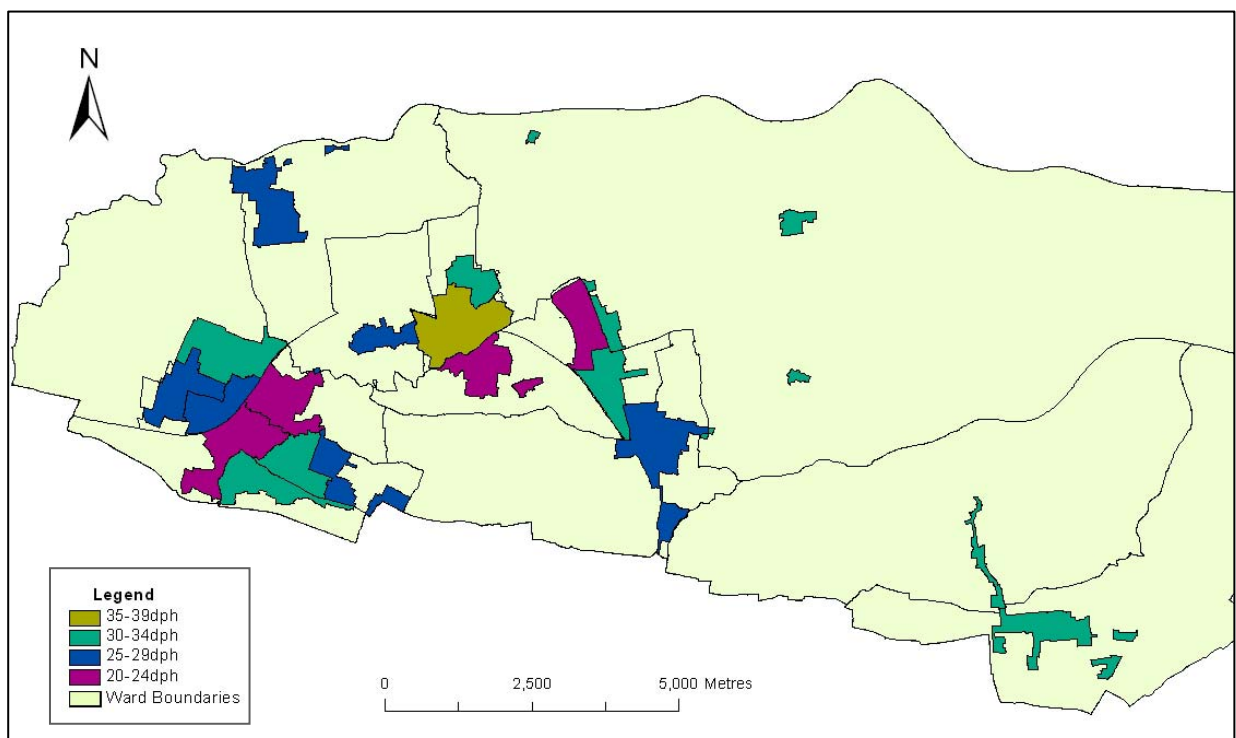 N
Legend
35-39dph
30-34dph
25-29dph
20-24dph
Ward Boundaries
0 2,500 5,000 Metres